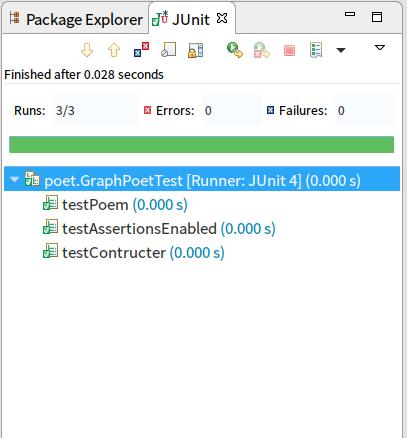 Package Explorer JUnit
Finished after 0.028 seconds
Runs: 3/3 Errors: 0 Failures: 0
poet.GraphPoetTest [Runner: JUnit 4] (0.000 s)
testPoem (0.000 s)
testAssertionsEnabled (0.000 s)
testContructer (0.000 s)